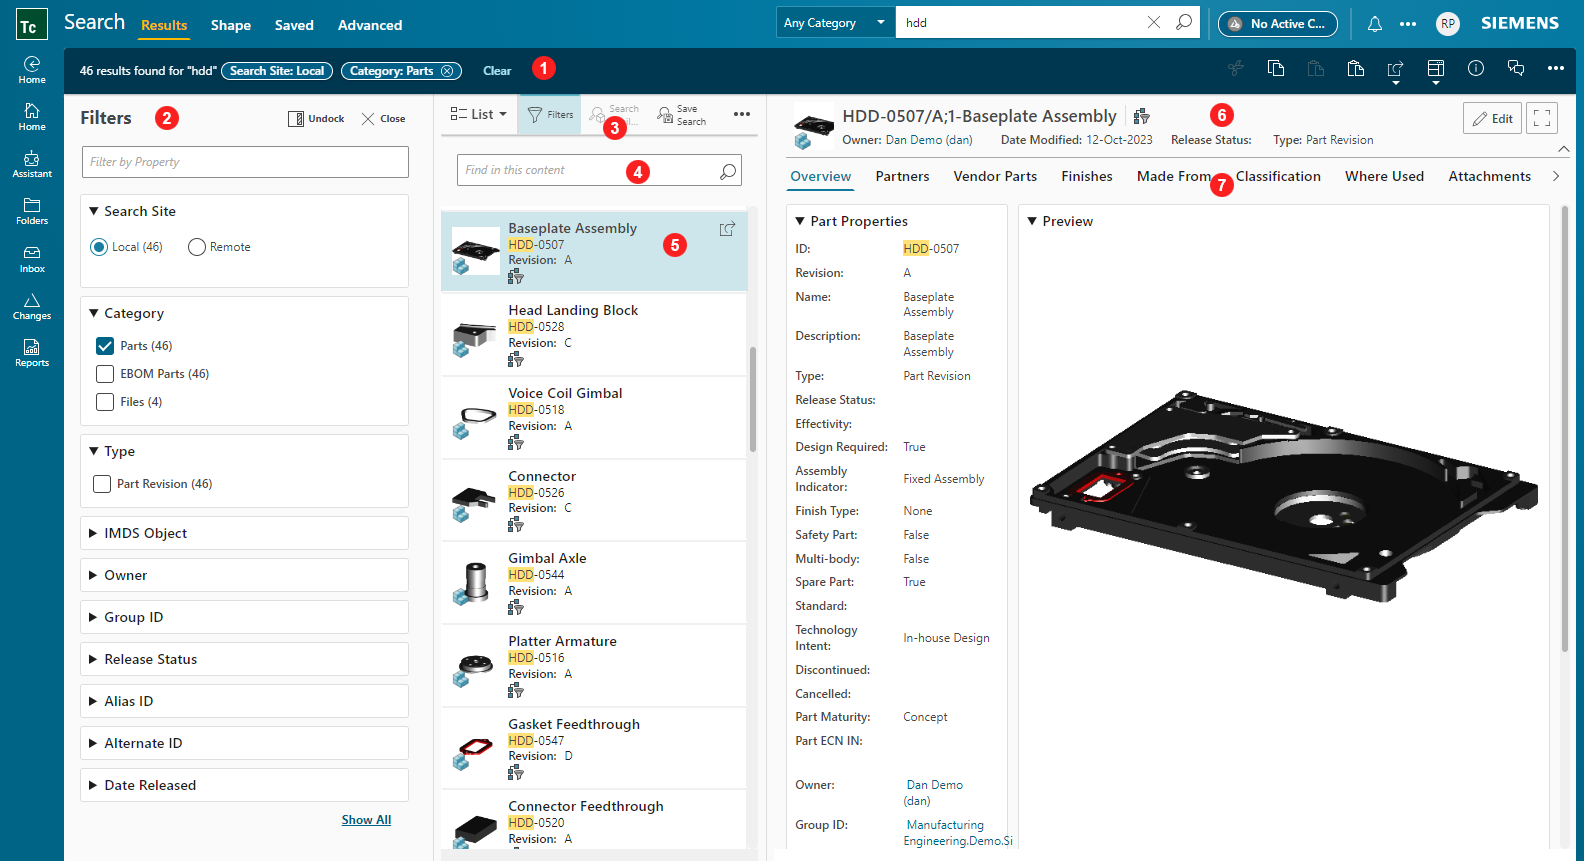 Tc Search Results Shape Saved Advanced
Any Category hdd
No Active C... RP SIEMENS
46 results found for "hdd" Search Site: Local Category: Parts Clear 1
Home
Home
Assistant
Folders
Inbox
Changes
Reports
Filters 2 Undock Close
Filter by Property
Search Site
Local (46) Remote
Category
Parts (46)
EBOM Parts (46)
Files (4)
Type
Part Revision (46)
IMDS Object
Owner
Group ID
Release Status
Alias ID
Alternate ID
Date Released
Show All
List Filters
Search
3
Save
Search
Find in this content 4
Baseplate Assembly
HDD-0507 5
Revision: A
Head Landing Block
HDD-0528
Revision: C
Voice Coil Gimbal
HDD-0518
Revision: A
Connector
HDD-0526
Revision: C
Gimbal Axle
HDD-0544
Revision: A
Platter Armature
HDD-0516
Revision: A
Gasket Feedthrough
HDD-0547
Revision: D
Connector Feedthrough
HDD-0520
Revision: A
HDD-0507/A;1-Baseplate Assembly 6 Edit
Owner: Dan Demo (dan) Date Modified: 12-Oct-2023 Release Status: Type: Part Revision
Overview Partners Vendor Parts Finishes Made From 7 Classification Where Used Attachments
Part Properties
ID: HDD-0507
Revision: A
Name: Baseplate
Assembly
Description: Baseplate
Assembly
Type: Part Revision
Release Status:
Effectivity:
Design Required: True
Assembly
Indicator: Fixed Assembly
Finish Type: None
Safety Part: False
Multi-body: False
Spare Part: True
Standard:
Technology
Intent: In-house Design
Discontinued:
Cancelled:
Part Maturity: Concept
Part ECN IN:
Owner: Dan Demo
(dan)
Group ID: Manufacturing
Engineering.Demo.Si
Preview